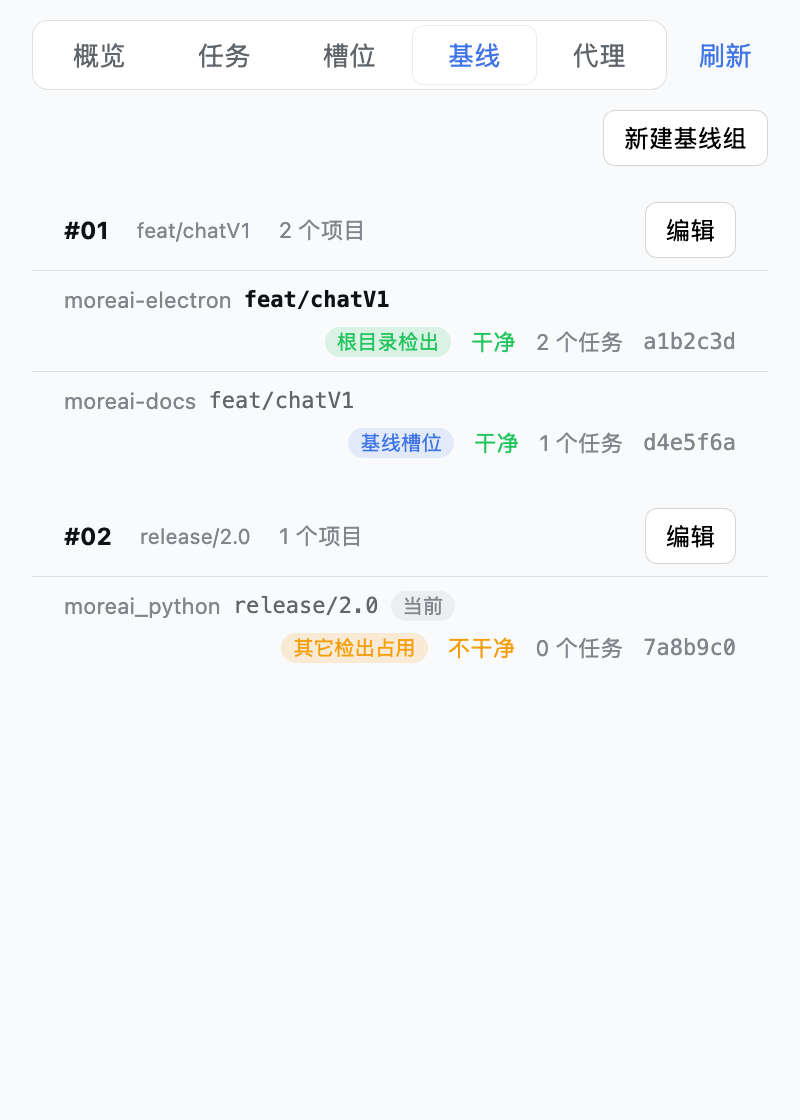 概览 任务 槽位 基线 代理 刷新
新建基线组
#01 feat/chatV1 2 个项目 编辑
moreai-electron feat/chatV1
根目录检出 干净 2 个任务 a1b2c3d
moreai-docs feat/chatV1
基线槽位 干净 1 个任务 d4e5f6a
#02 release/2.0 1 个项目 编辑
moreai_python release/2.0 当前
其它检出占用 不干净 0 个任务 7a8b9c0